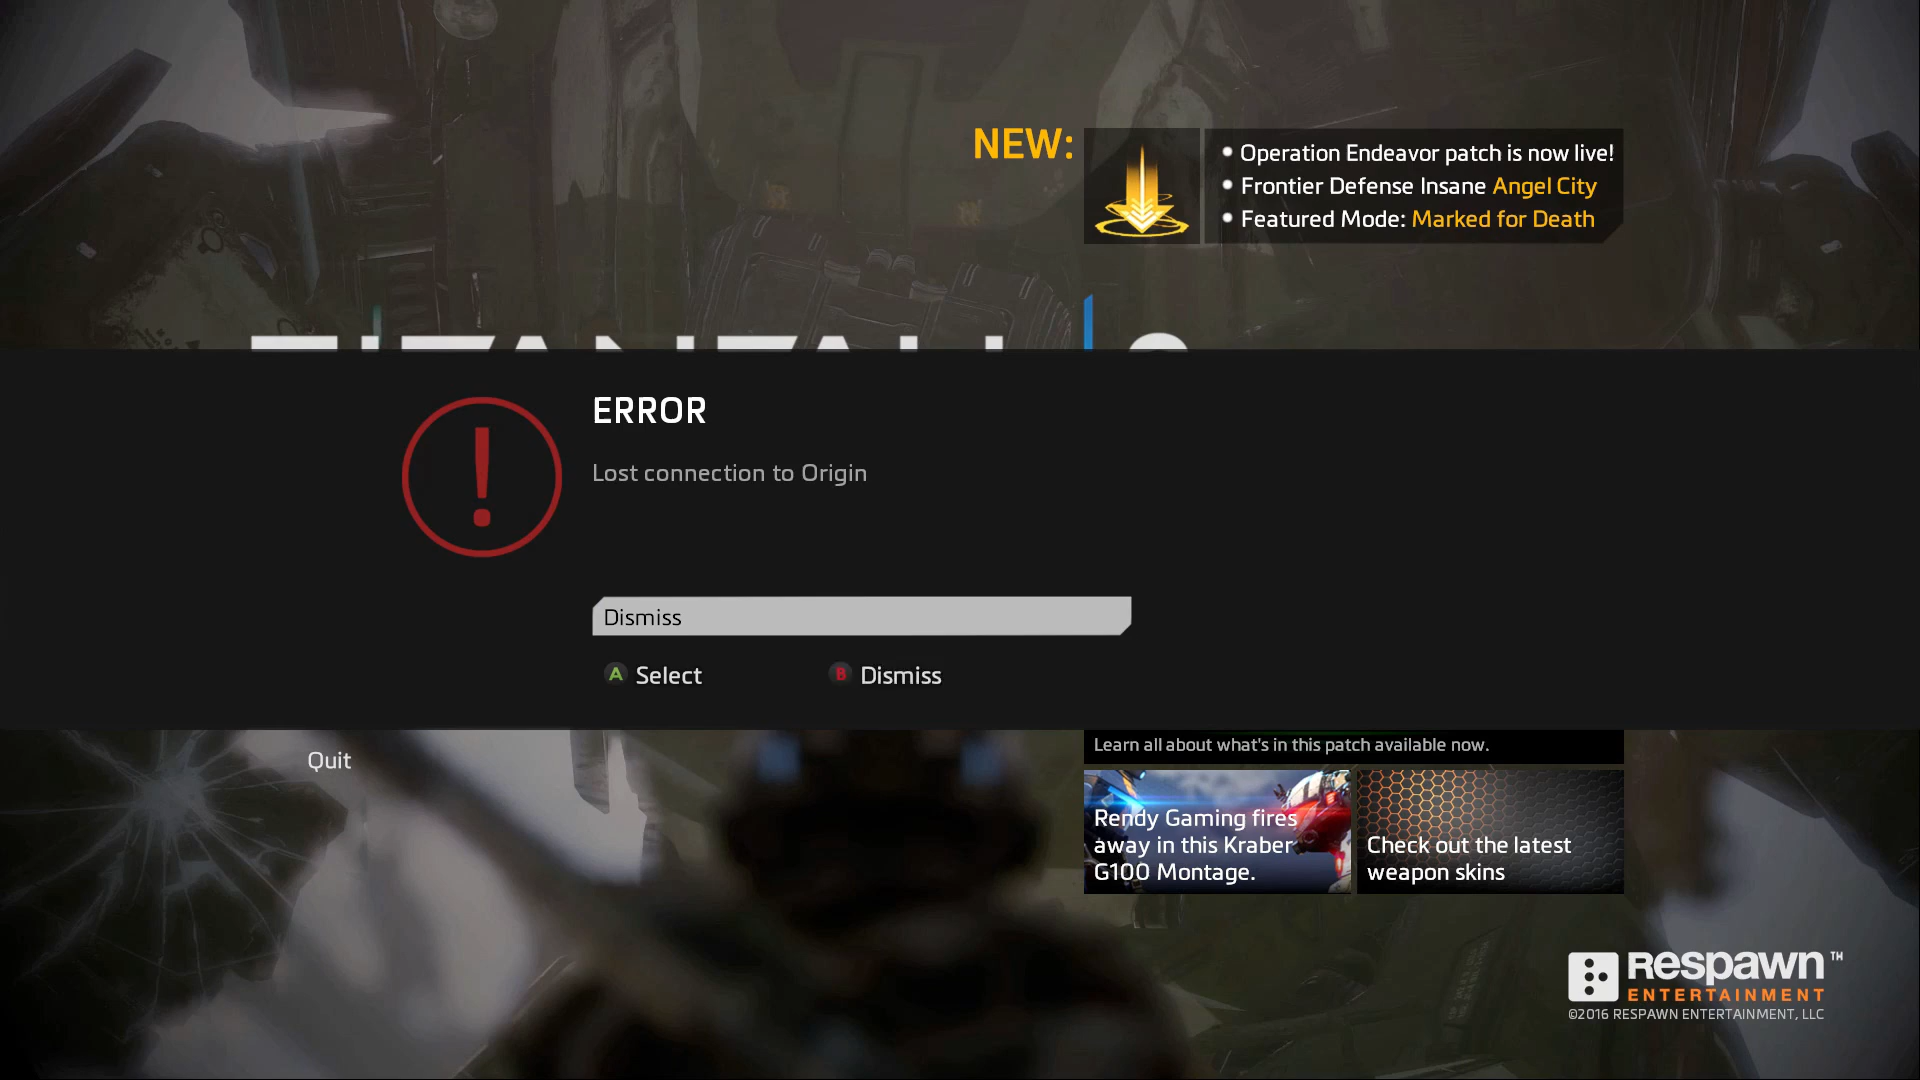 NEW:
• Operation Endeavor patch is now live!
• Frontier Defense Insane Angel City
• Featured Mode: Marked for Death
ERROR
Lost connection to Origin
Dismiss
A Select
B Dismiss
Quit
Learn all about what's in this patch available now.
Rendy Gaming fires
away in this Kraber
G100 Montage.
Check out the latest
weapon skins
Respawn™
ENTERTAINMENT
©2016 RESPAWN ENTERTAINMENT, LLC